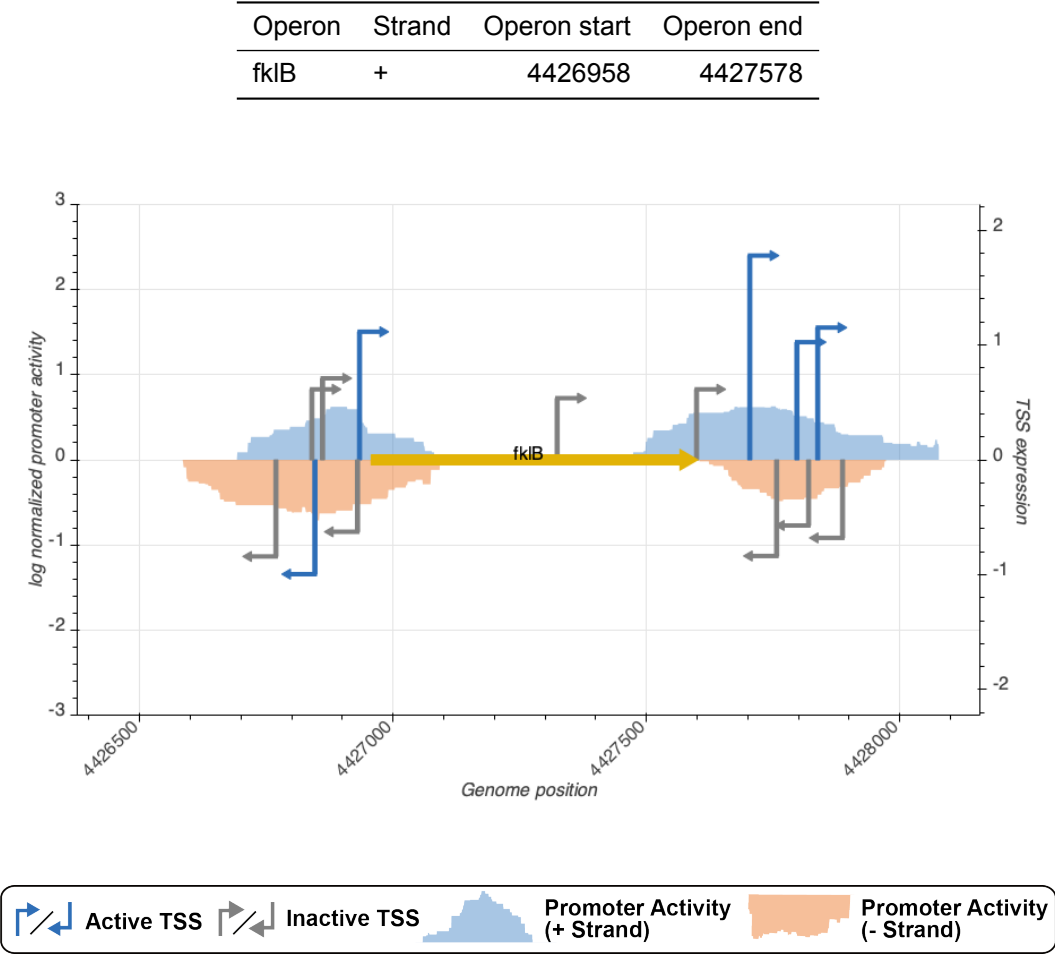 Operon Strand Operon start Operon end
fklB + 4426958 4427578
3
2
1
0
-1
-2
-3
log normalized promoter activity
2
1
0
-1
-2
TSS expression
fklB
4426500 4427000 4427500 4428000
Genome position
Active TSS
Inactive TSS
Promoter Activity
(+ Strand)
Promoter Activity
(- Strand)